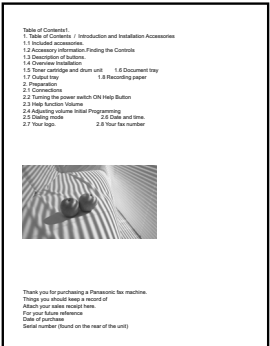 Table of Contents1.
1. Table of Contents / Introduction and Installation Accessories
1.1 Included accessories.
1.2 Accessory information.Finding the Controls
1.3 Description of buttons.
1.4 Overview Installation
1.5 Toner cartridge and drum unit 1.6 Document tray
1.7 Output tray 1.8 Recording paper
2. Preparation
2.1 Connections
2.2 Turning the power switch ON Help Button
2.3 Help function Volume
2.4 Adjusting volume Initial Programming
2.5 Dialing mode 2.6 Date and time.
2.7 Your logo. 2.8 Your fax number
Thank you for purchasing a Panasonic fax machine.
Things you should keep a record of
Attach your sales receipt here.
For your future reference
Date of purchase
Serial number (found on the rear of the unit)